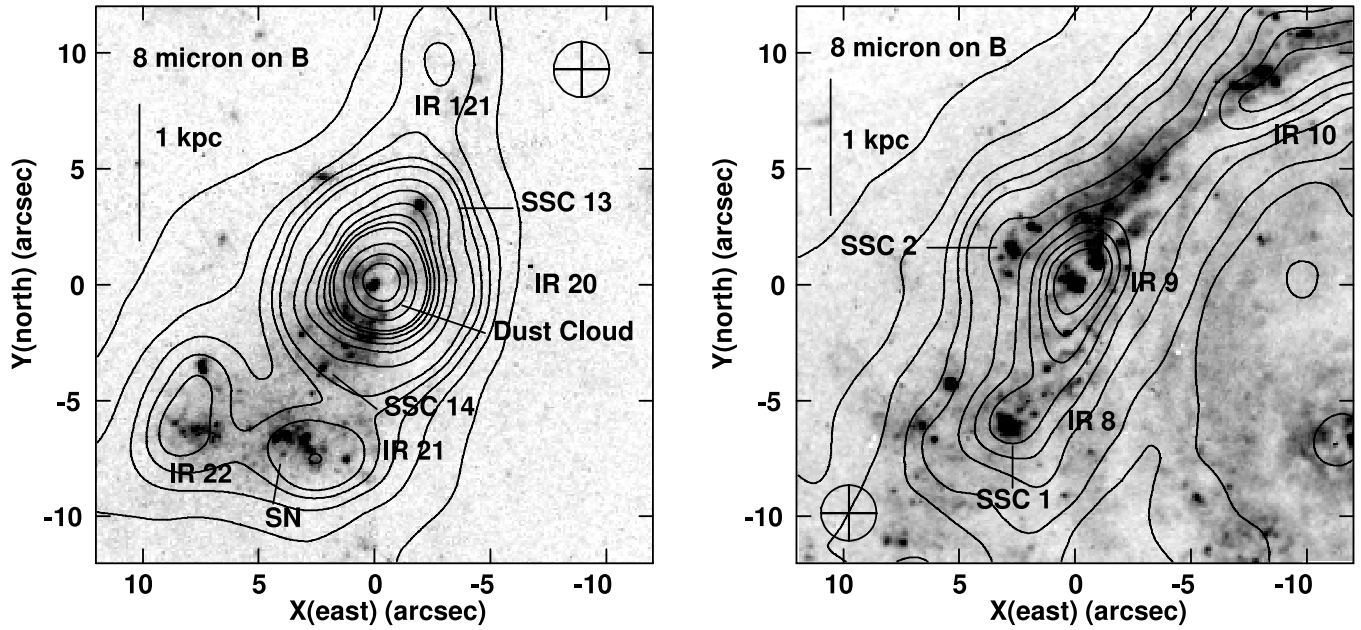 8 micron on B
1 kpc
IR 121
SSC 13
IR 20
Dust Cloud
SSC 14
IR 21
IR 22
SN
10
5
0
-5
-10
10
5
0
-5
-10
X(east) (arcsec)
Y(north) (arcsec)
8 micron on B
1 kpc
IR 10
SSC 2
IR 9
IR 8
SSC 1
10
5
0
-5
-10
10
5
0
-5
-10
X(east) (arcsec)
Y(north) (arcsec)